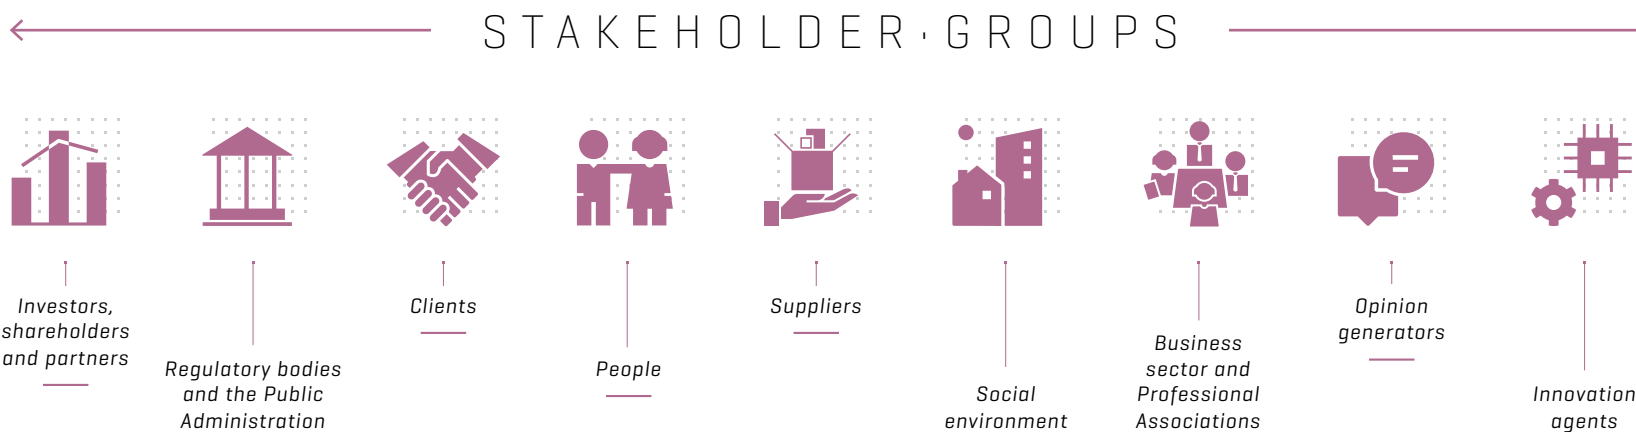 STAKEHOLDER GROUPS
Investors,
shareholders
and partners
Regulatory bodies
and the Public
Administration
Clients
People
Suppliers
Social
environment
Business
sector and
Professional
Associations
Opinion
generators
Innovation
agents